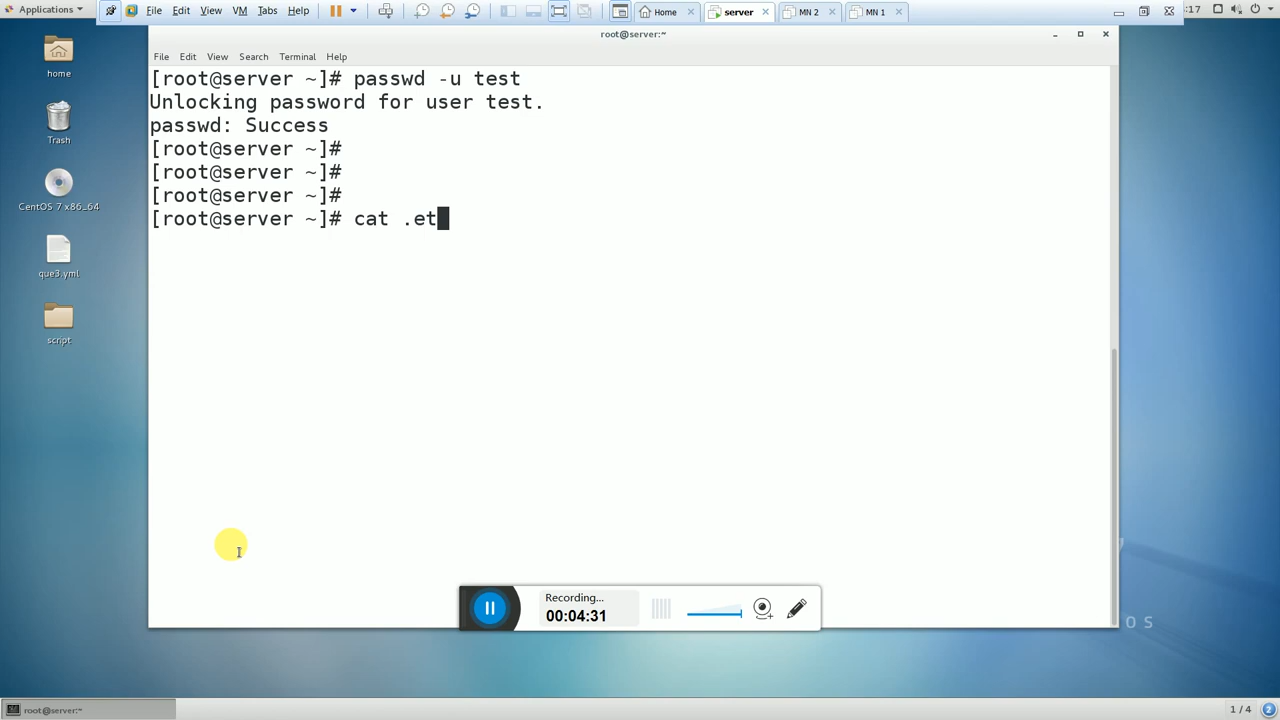 Applications File Edit View VM Tabs Help Home server MN 2 MN 1 :17
root@server:~
File Edit View Search Terminal Help
[root@server ~]# passwd -u test
Unlocking password for user test.
passwd: Success
[root@server ~]#
[root@server ~]#
[root@server ~]#
[root@server ~]# cat .et
home
Trash
CentOS 7 x86_64
que3.yml
script
Recording...
00:04:31
O S
root@server:~
1 / 4
2